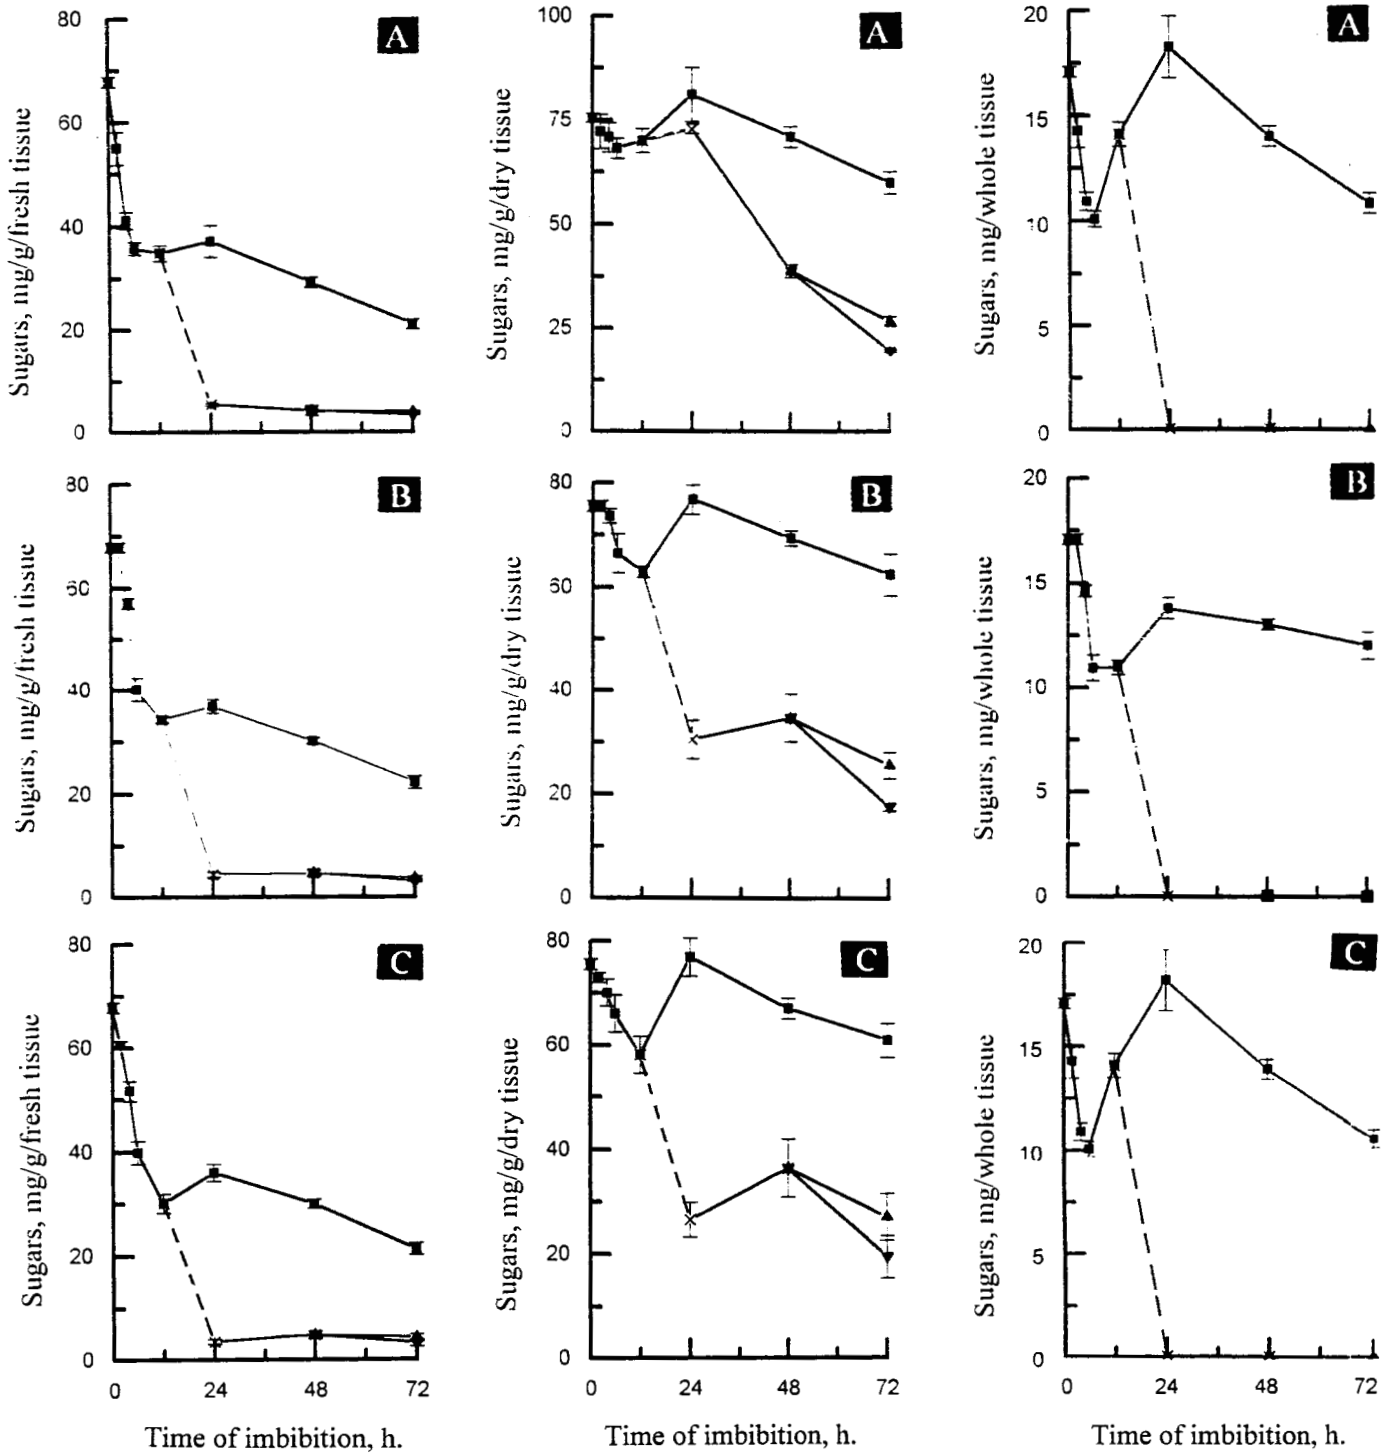 A
80
60
40
20
0
Sugars, mg/g/fresh tissue
A
100
75
50
25
0
Sugars, mg/g/dry tissue
A
20
15
10
5
0
Sugars, mg/whole tissue
B
80
60
40
20
0
Sugars, mg/g/fresh tissue
B
80
60
40
20
0
Sugars, mg/g/dry tissue
B
20
15
10
5
0
Sugars, mg/whole tissue
C
80
60
40
20
0
Sugars, mg/g/fresh tissue
0 24 48 72
Time of imbibition, h.
C
80
60
40
20
0
Sugars, mg/g/dry tissue
0 24 48 72
Time of imbibition, h.
C
20
15
10
5
0
Sugars, mg/whole tissue
0 24 48 72
Time of imbibition, h.